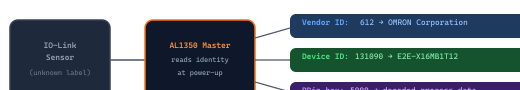 IO-Link
Sensor
(unknown label)
AL1350 Master
reads identity
at power-up
Vendor ID: 612 → OMRON Corporation
Device ID: 131090 → E2E-X16MB1T12